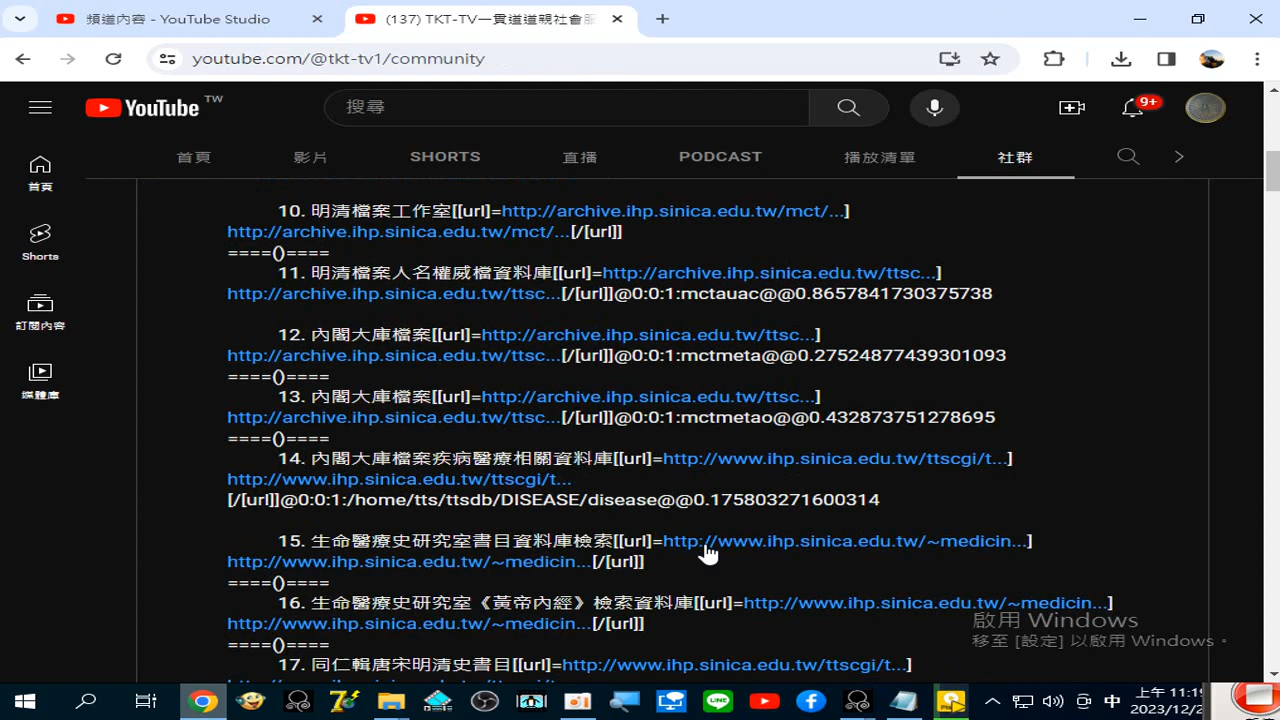 頻道內容 - YouTube Studio
(137) TKT-TV一貫道道親社會服
youtube.com/@tkt-tv1/community
YouTube TW
搜尋
9+
首頁 影片 SHORTS 直播 PODCAST 播放清單 社群
首頁
Shorts
訂閱內容
媒體庫
10. 明清檔案工作室[[url]=http://archive.ihp.sinica.edu.tw/mct/...]
http://archive.ihp.sinica.edu.tw/mct/...[/[url]]
====()====
11. 明清檔案人名權威檔資料庫[[url]=http://archive.ihp.sinica.edu.tw/ttsc...]
http://archive.ihp.sinica.edu.tw/ttsc...[/[url]]@0:0:1:mctauac@@0.8657841730375738
12. 內閣大庫檔案[[url]=http://archive.ihp.sinica.edu.tw/ttsc...]
http://archive.ihp.sinica.edu.tw/ttsc...[/[url]]@0:0:1:mctmeta@@0.27524877439301093
====()====
13. 內閣大庫檔案[[url]=http://archive.ihp.sinica.edu.tw/ttsc...]
http://archive.ihp.sinica.edu.tw/ttsc...[/[url]]@0:0:1:mctmetao@@0.432873751278695
====()====
14. 內閣大庫檔案疾病醫療相關資料庫[[url]=http://www.ihp.sinica.edu.tw/ttscgi/t...]
http://www.ihp.sinica.edu.tw/ttscgi/t...
[/[url]]@0:0:1:/home/tts/ttsdb/DISEASE/disease@@0.175803271600314
15. 生命醫療史研究室書目資料庫檢索[[url]=http://www.ihp.sinica.edu.tw/~medicin...]
http://www.ihp.sinica.edu.tw/~medicin...[/[url]]
====()====
16. 生命醫療史研究室《黃帝內經》檢索資料庫[[url]=http://www.ihp.sinica.edu.tw/~medicin...]
http://www.ihp.sinica.edu.tw/~medicin...[/[url]]
====()====
17. 同仁輯唐宋明清史書目[[url]=http://www.ihp.sinica.edu.tw/ttscgi/t...]
啟用 Windows
移至 [設定] 以啟用 Windows。
中
上午 11:19
2023/12/2